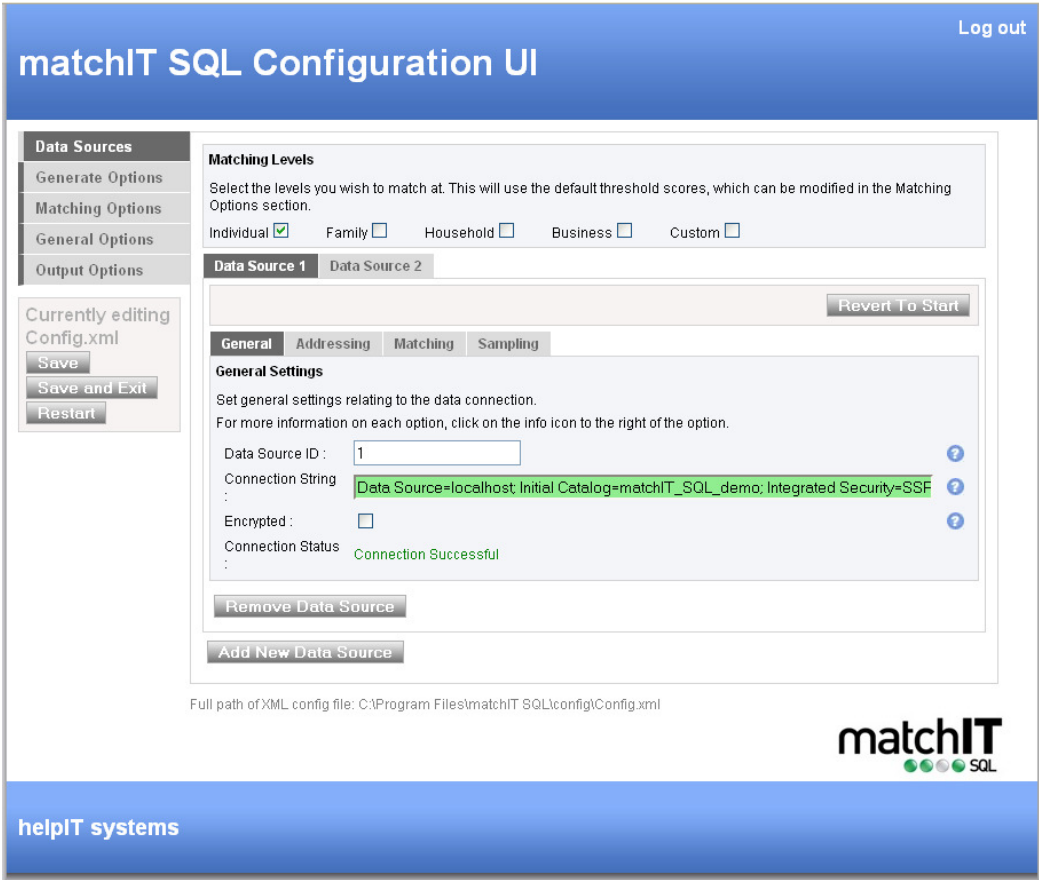 Log out
matchIT SQL Configuration UI
Data Sources
Generate Options
Matching Options
General Options
Output Options
Currently editing
Config.xml
Save
Save and Exit
Restart
Matching Levels
Select the levels you wish to match at. This will use the default threshold scores, which can be modified in the Matching
Options section.
Individual Family Household Business Custom
Data Source 1 Data Source 2
Revert To Start
General Addressing Matching Sampling
General Settings
Set general settings relating to the data connection.
For more information on each option, click on the info icon to the right of the option.
Data Source ID : 1 ?
Connection String
: Data Source=localhost; Initial Catalog=matchIT_SQL_demo; Integrated Security=SSF ?
Encrypted : ?
Connection Status
: Connection Successful
Remove Data Source
Add New Data Source
Full path of XML config file: C:\Program Files\matchIT SQL\config\Config.xml
matchIT
SQL
helpIT systems